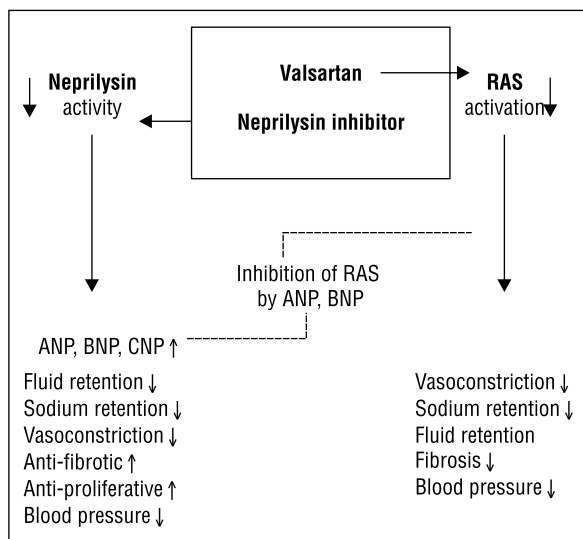 Neprilysin
activity
Valsartan
Neprilysin inhibitor
RAS
activation
Inhibition of RAS
by ANP, BNP
ANP, BNP, CNP ↑
Fluid retention ↓
Sodium retention ↓
Vasoconstriction ↓
Anti-fibrotic ↑
Anti-proliferative ↑
Blood pressure ↓
Vasoconstriction ↓
Sodium retention ↓
Fluid retention
Fibrosis ↓
Blood pressure ↓